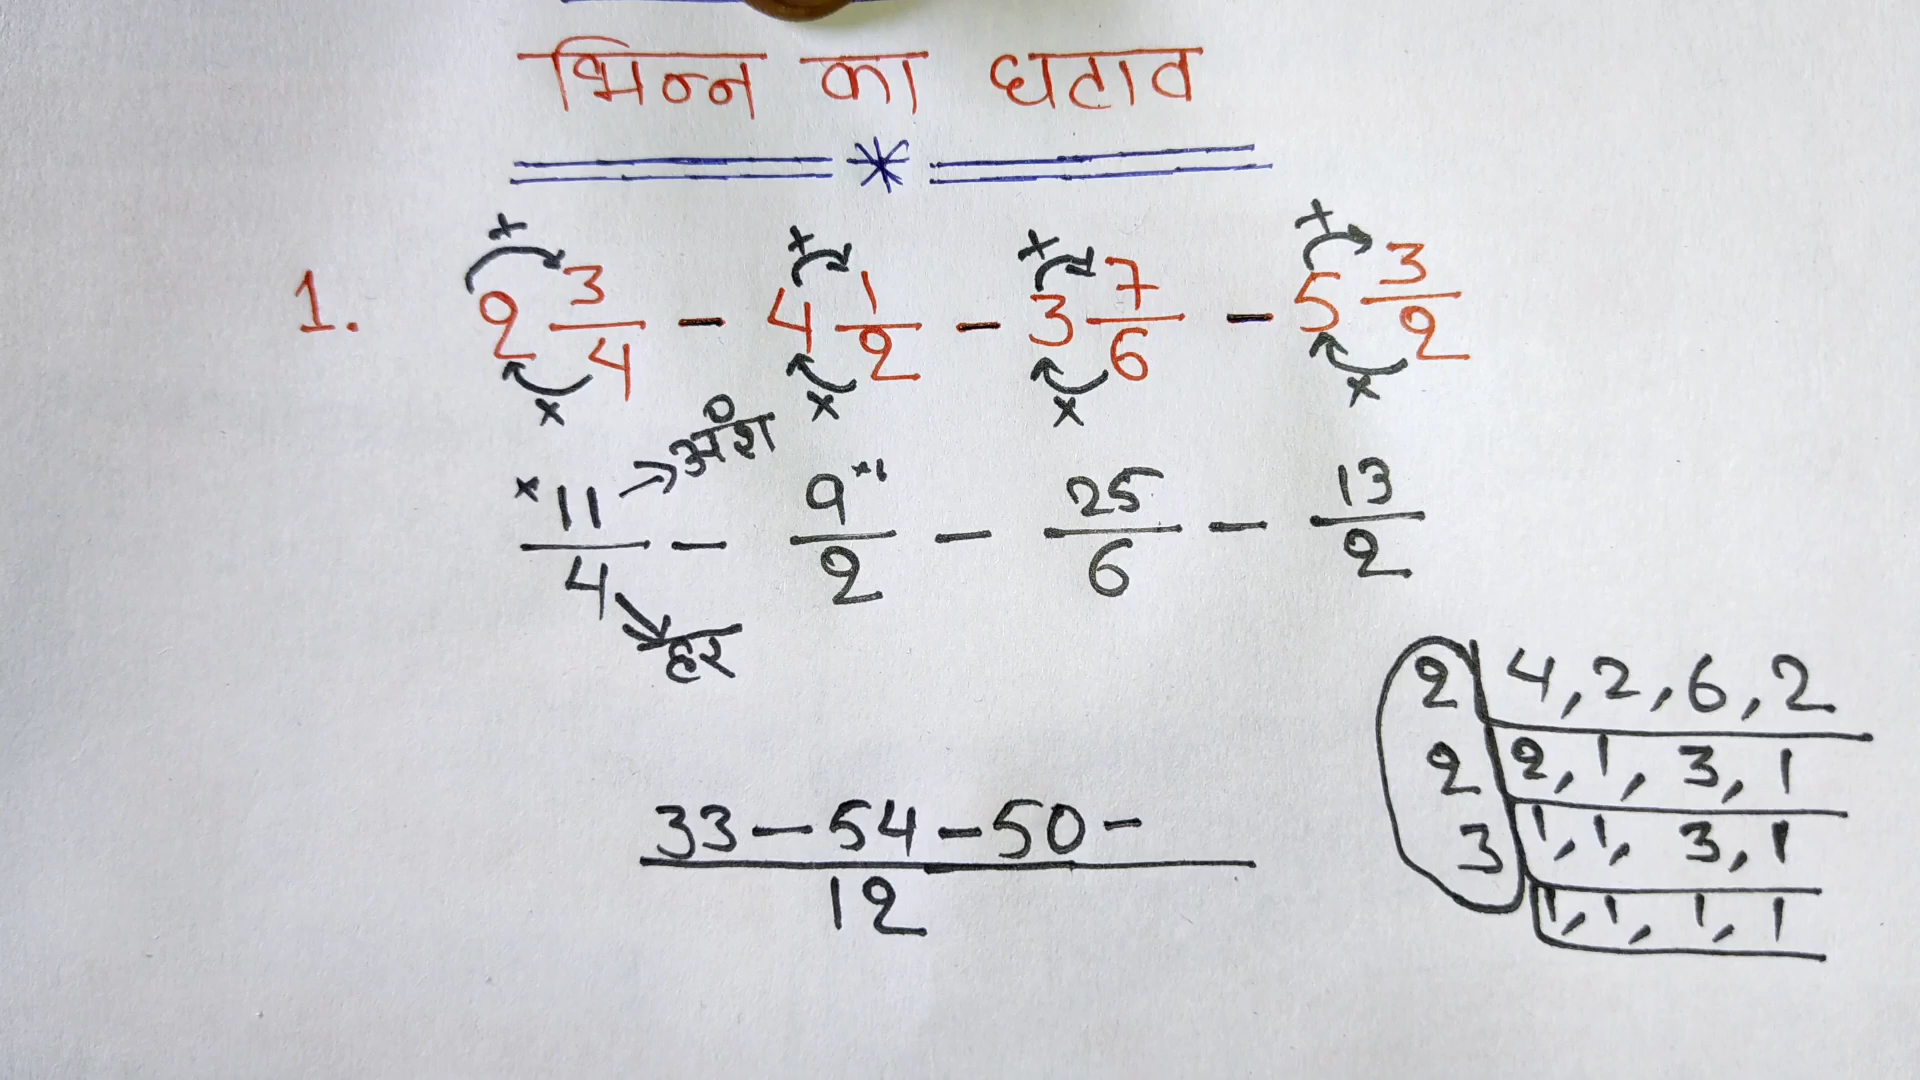 भिन्न का घटाव
1. 2 3/4 - 4 1/2 - 3 7/6 - 5 3/2
11/4 - 9/2 - 25/6 - 13/2
अंश
हर
33 - 54 - 50 -
12
2 | 4, 2, 6, 2
2 | 2, 1, 3, 1
3 | 1, 1, 3, 1
1, 1, 1, 1